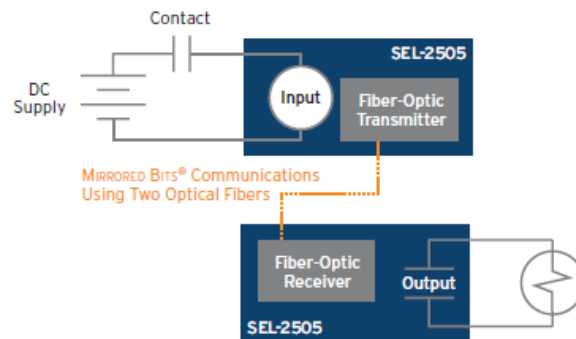 Contact
SEL-2505
DC
Supply
Input
Fiber-Optic
Transmitter
MIRRORED BITS® Communications
Using Two Optical Fibers
Fiber-Optic
Receiver
Output
SEL-2505